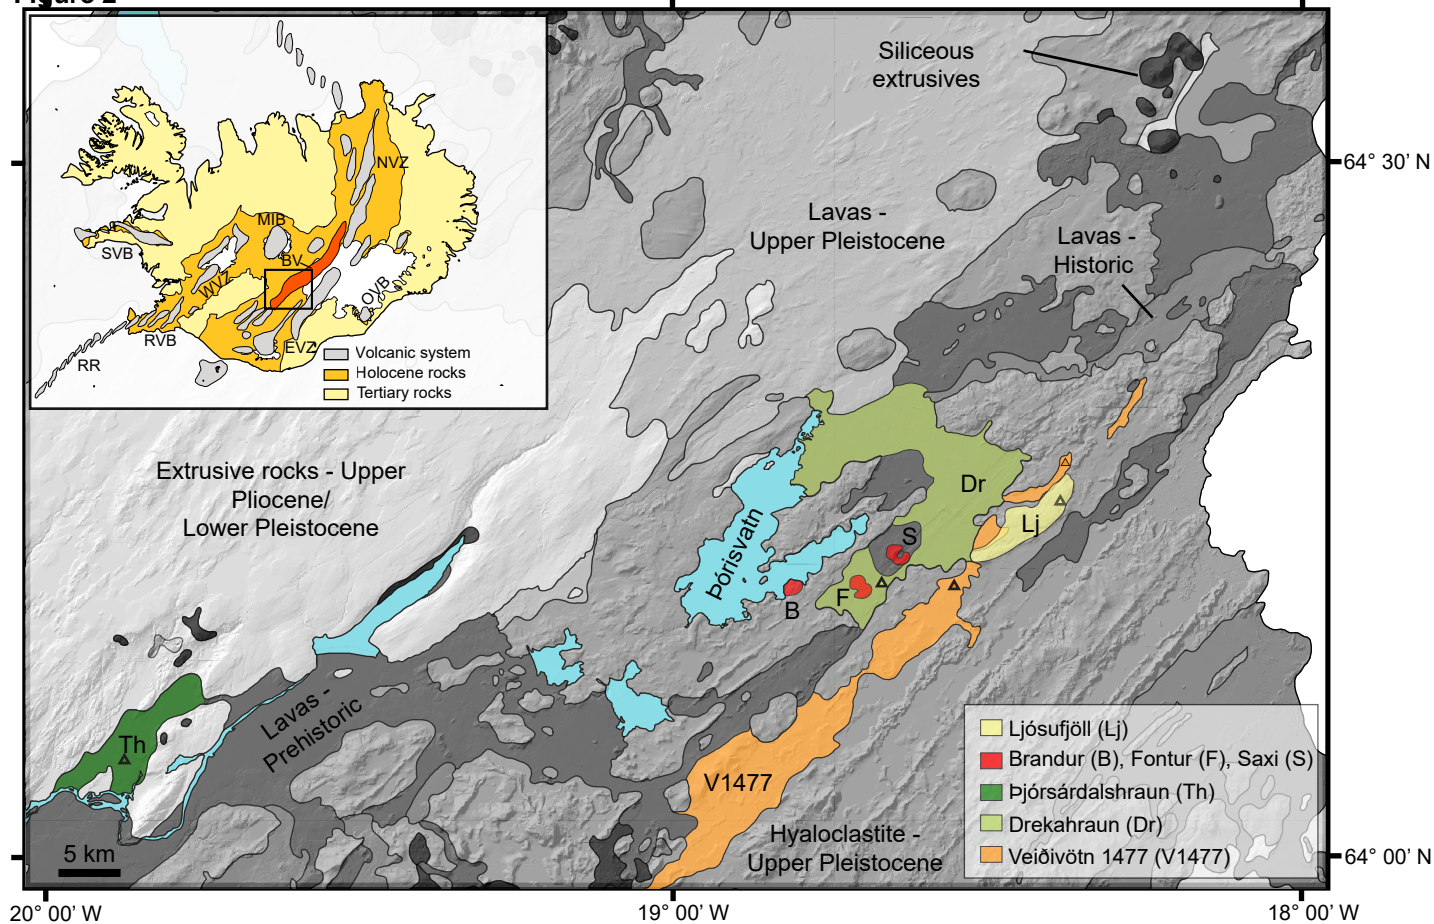 Figure 2
Siliceous
extrusives
64° 30’ N
NVZ
MIB
Lavas -
Upper Pleistocene
Lavas -
Historic
SVB
BV
WVZ
OVB
RVB
EVZ
RR
Volcanic system
Holocene rocks
Tertiary rocks
Extrusive rocks - Upper
Pliocene/
Lower Pleistocene
Dr
Lj
Þórisvatn
S
F
B
Lavas -
Prehistoric
Th
V1477
Ljósufjöll (Lj)
Brandur (B), Fontur (F), Saxi (S)
Þjórsárdalshraun (Th)
Drekahraun (Dr)
Veiðivötn 1477 (V1477)
Hyaloclastite -
Upper Pleistocene
5 km
64° 00’ N
20° 00’ W
19° 00’ W
18° 00’ W